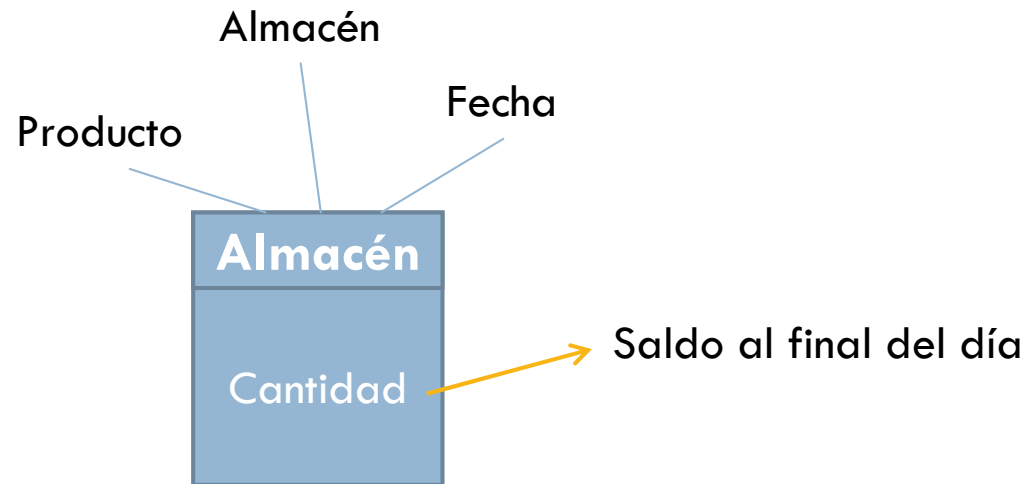 Almacén
Fecha
Producto
Almacén
Saldo al final del día
Cantidad